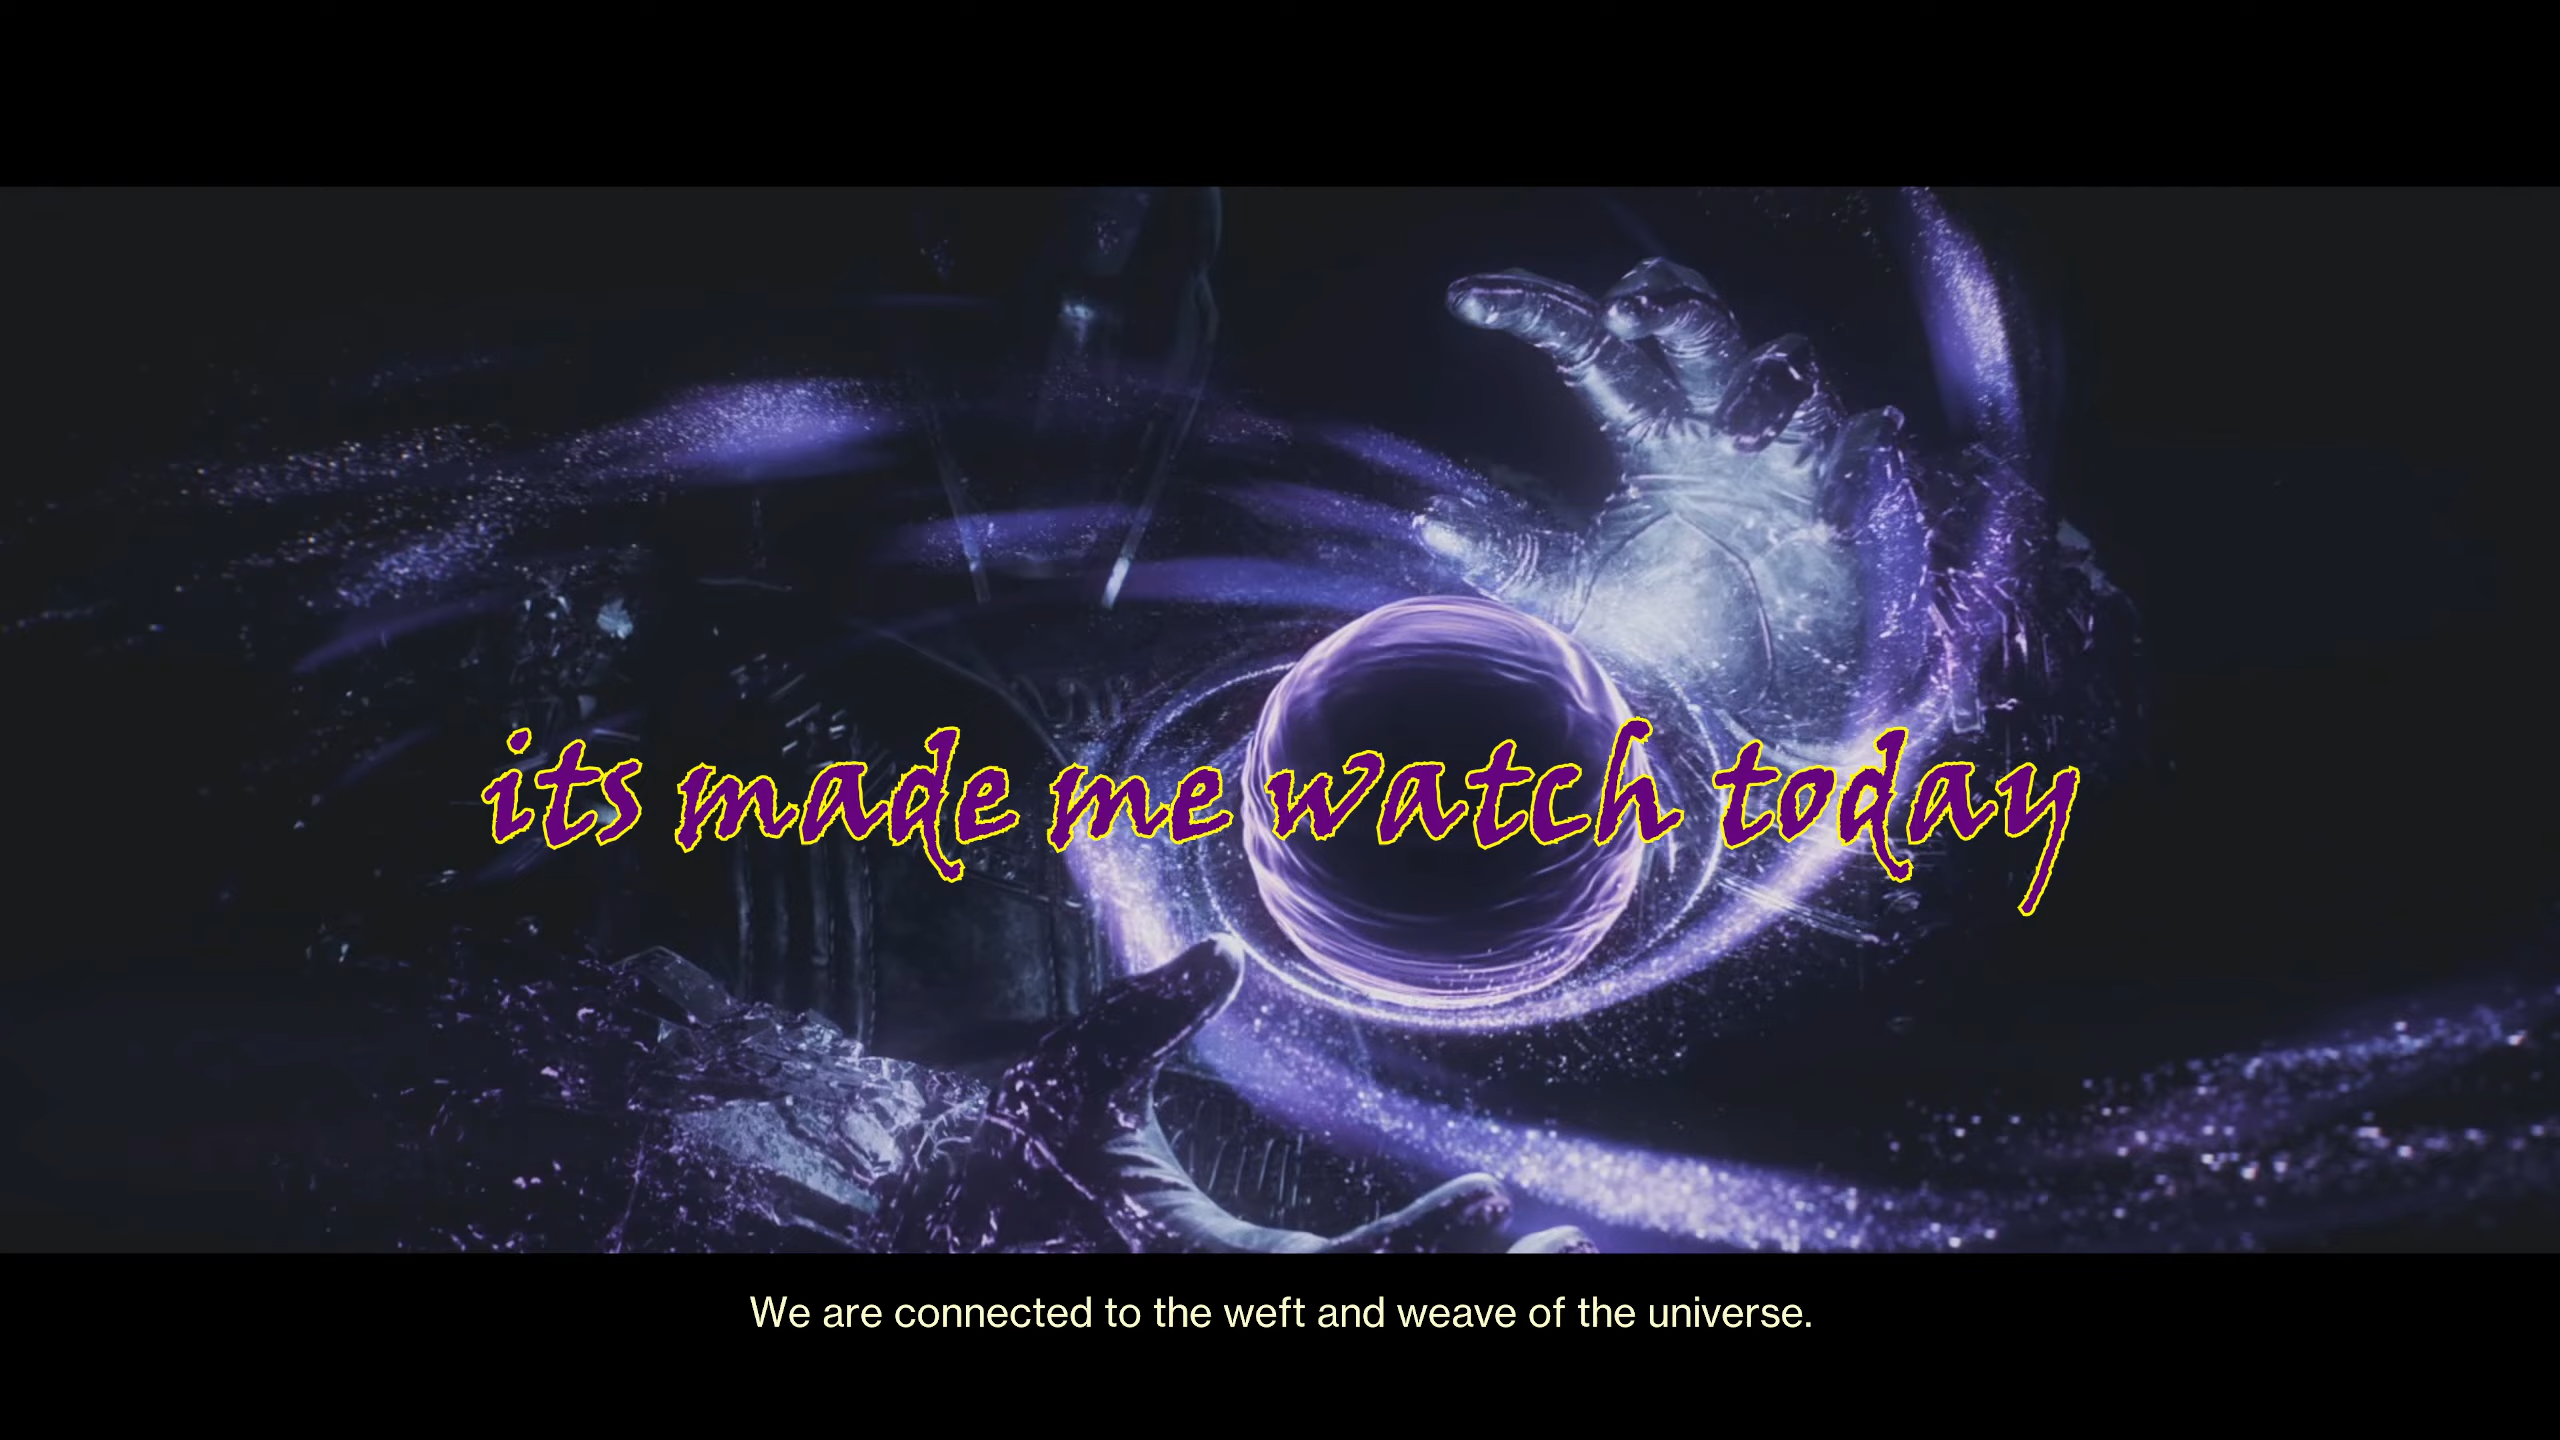 its made me watch today
We are connected to the weft and weave of the universe.